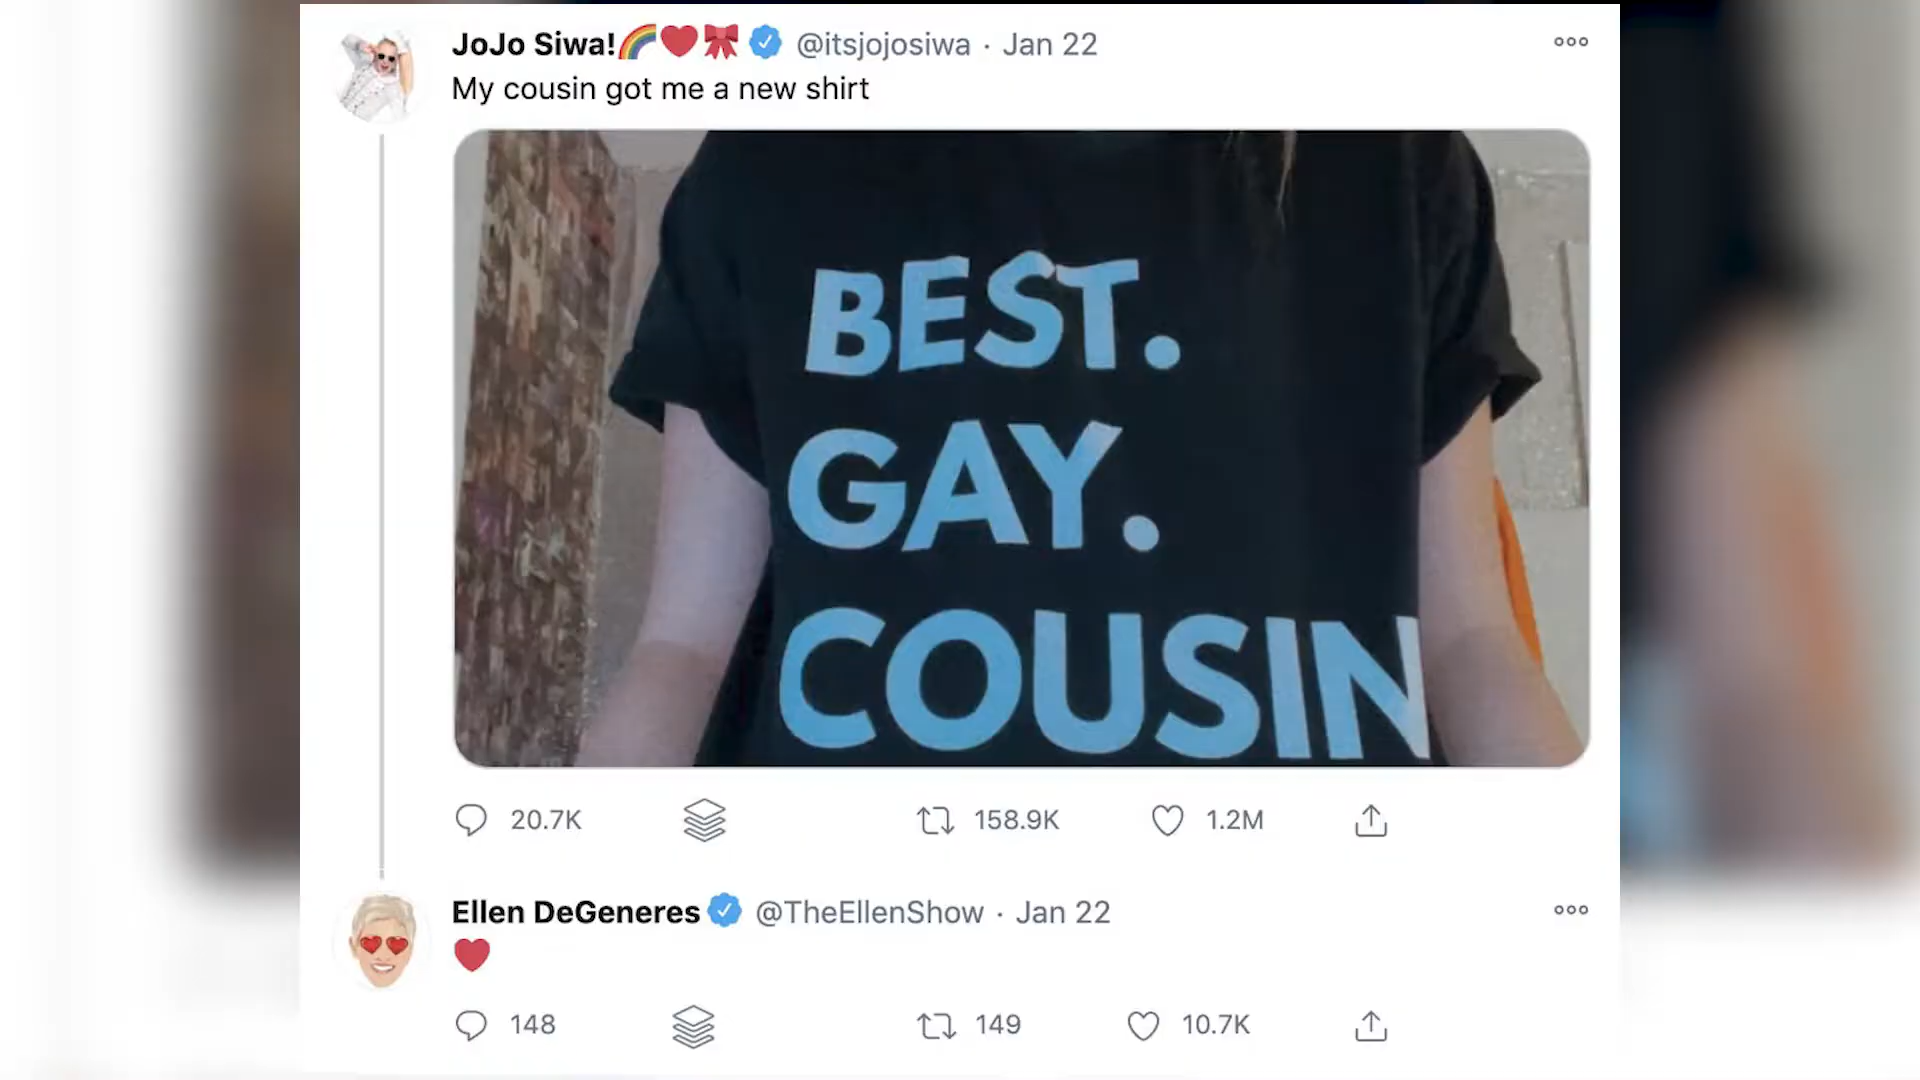 JoJo Siwa!🌈❤️🎀 @itsjojosiwa · Jan 22
My cousin got me a new shirt
BEST.
GAY.
COUSIN
20.7K 158.9K 1.2M
Ellen DeGeneres @TheEllenShow · Jan 22
❤️
148 149 10.7K